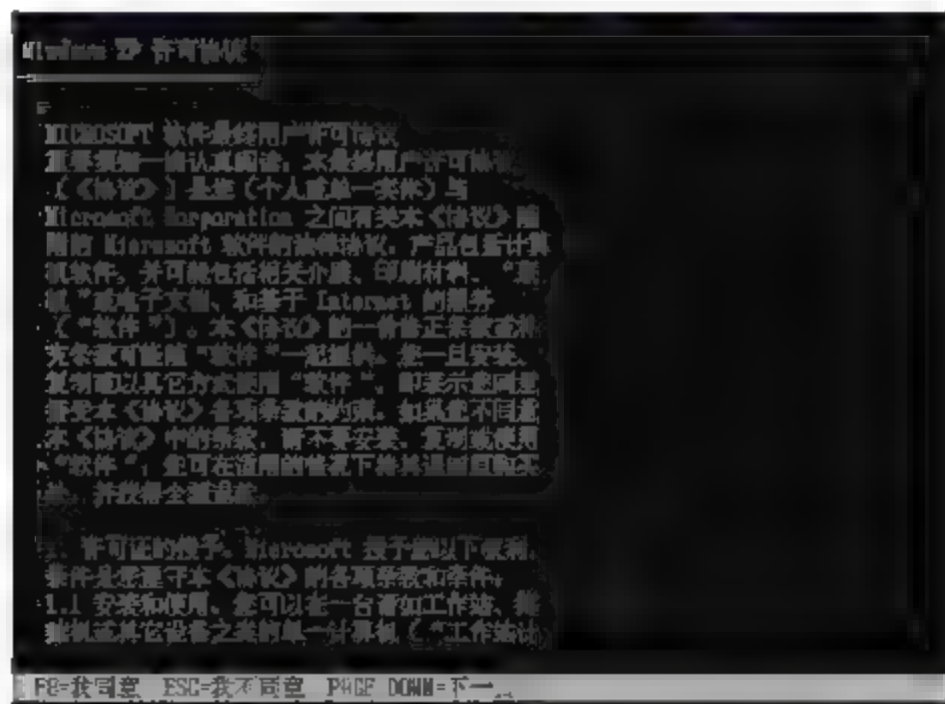 Windows XP 许可协议
MICROSOFT 软件最终用户许可协议
重要须知一请认真阅读：本最终用户许可协议
（《协议》）是您（个人或单一实体）与
Microsoft Corporation 之间有关本《协议》随
附的 Microsoft 软件的法律协议。产品包括计算
机软件，并可能包括相关介质、印刷材料、“联
机 ”或电子文档、和基于 Internet 的服务
（ “软件 ”）。本《协议》的一份修正条款或补
充条款可能随 “软件 ”一起提供。您一旦安装、
复制或以其它方式使用 “软件 ”，即表示您同意
接受本《协议》各项条款的约束。如果您不同意
本《协议》中的条款，请不要安装、复制或使用
“软件 ”；您可在适用的情况下将其退回原购买
处，并获得全额退款。
1. 许可证的授予。Microsoft 授予您以下权利，
条件是您遵守本《协议》的各项条款和条件：
1.1 安装和使用。您可以在一台诸如工作站、
终端机或其它设备之类的单一计算机（ “工作站计
F8=我同意 ESC=我不同意 PAGE DOWN=下一